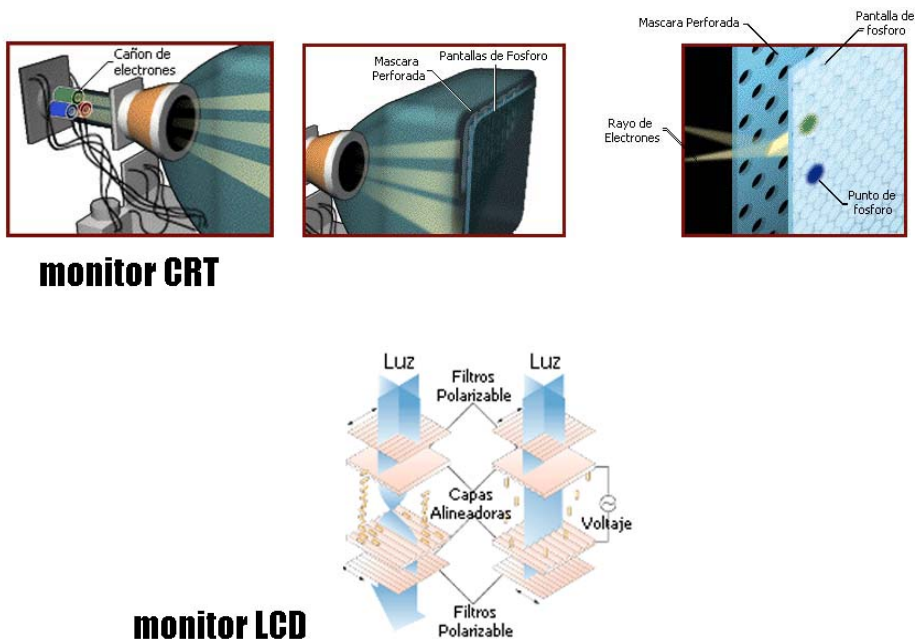 Cañon de
electrones
Mascara
Perforada
Pantallas de Fosforo
Mascara Perforada
Pantalla de
fosforo
Rayo de
Electrones
Punto de
fosforo
monitor CRT
Luz
Luz
Filtros
Polarizable
Capas
Alineadoras
Voltaje
Filtros
Polarizable
monitor LCD